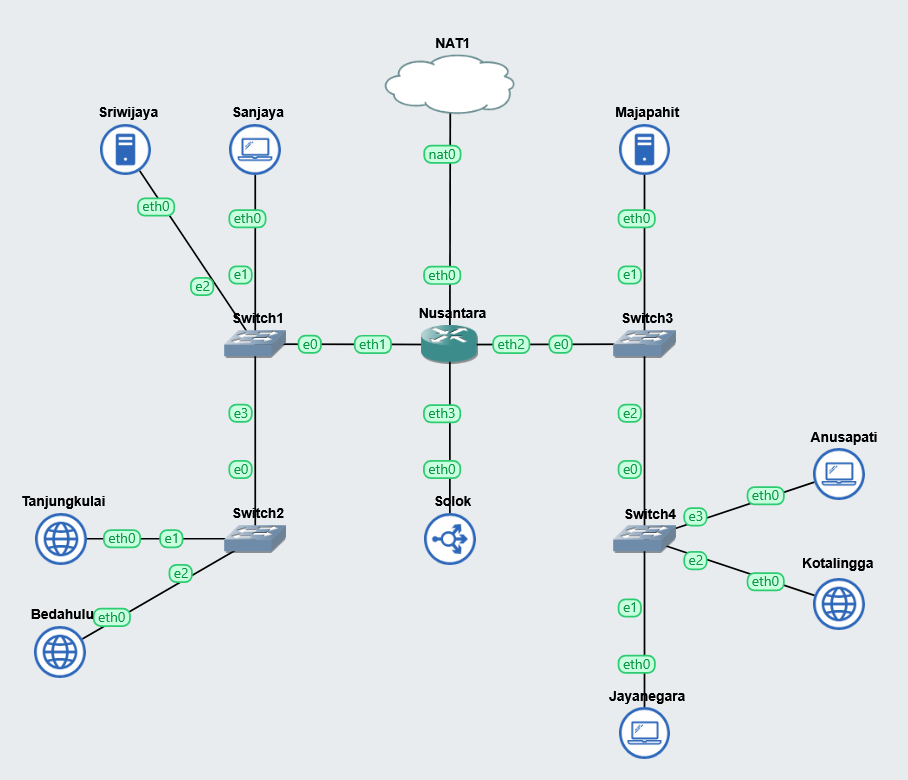 NAT1
Sriwijaya
Sanjaya
Majapahit
nat0
eth0
eth0
eth0
e2
e1
eth0
e1
Switch1
Nusantara
Switch3
e0
eth1
eth2
e0
e3
eth3
e2
Anusapati
e0
eth0
e0
eth0
Tanjungkulai
Switch2
Solok
Switch4
e3
eth0
e1
e2
e2
Kotalingga
eth0
Bedahulu
eth0
e1
eth0
Jayanegara